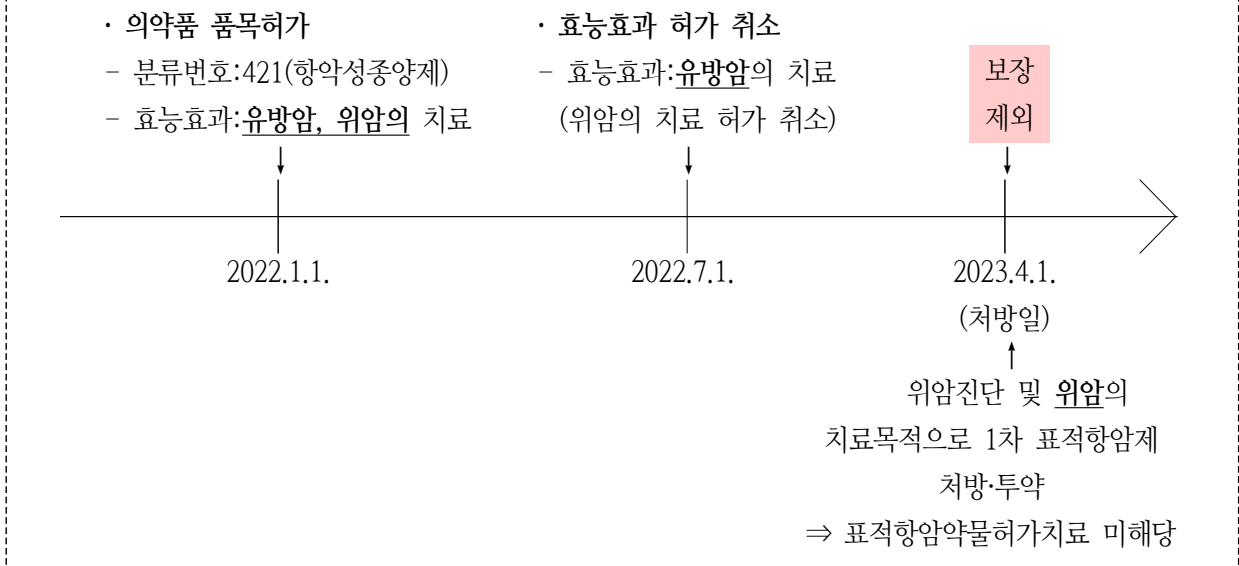 · 의약품 품목허가
- 분류번호:421(항악성종양제)
- 효능효과:유방암, 위암의 치료
· 효능효과 허가 취소
- 효능효과:유방암의 치료
(위암의 치료 허가 취소)
보장
제외
2022.1.1.
2022.7.1.
2023.4.1.
(처방일)
위암진단 및 위암의
치료목적으로 1차 표적항암제
처방·투약
⇒ 표적항암약물허가치료 미해당